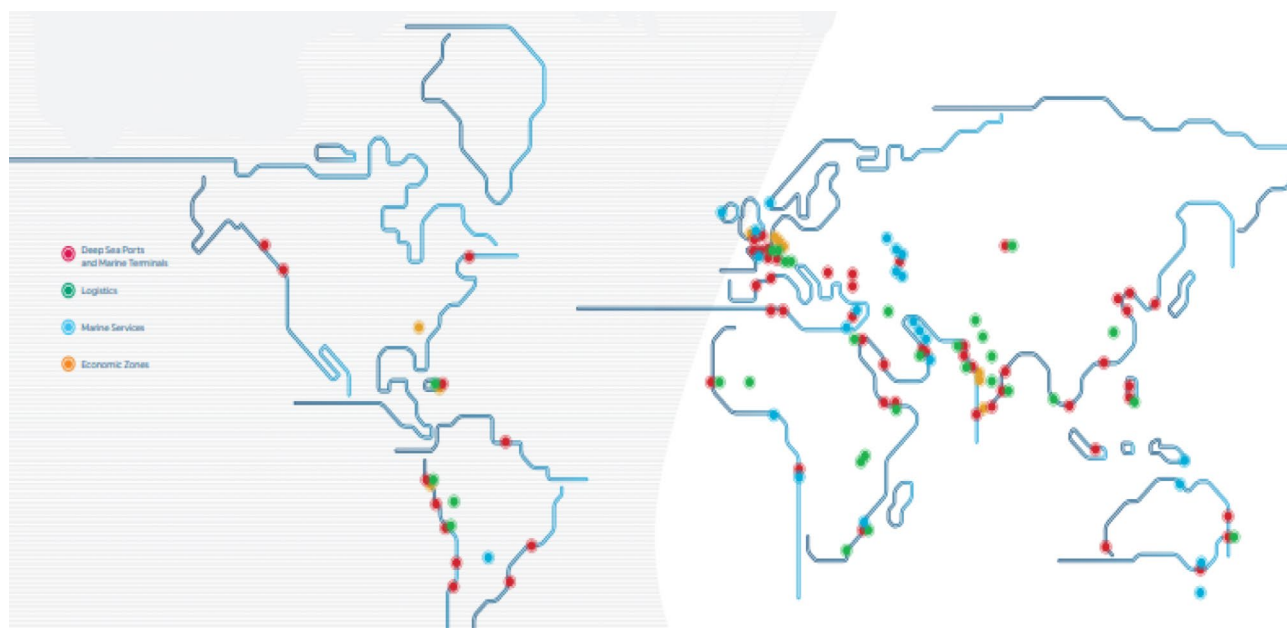 Deep Sea Ports
and Marine Terminals
Logistics
Marine Services
Economic Zones